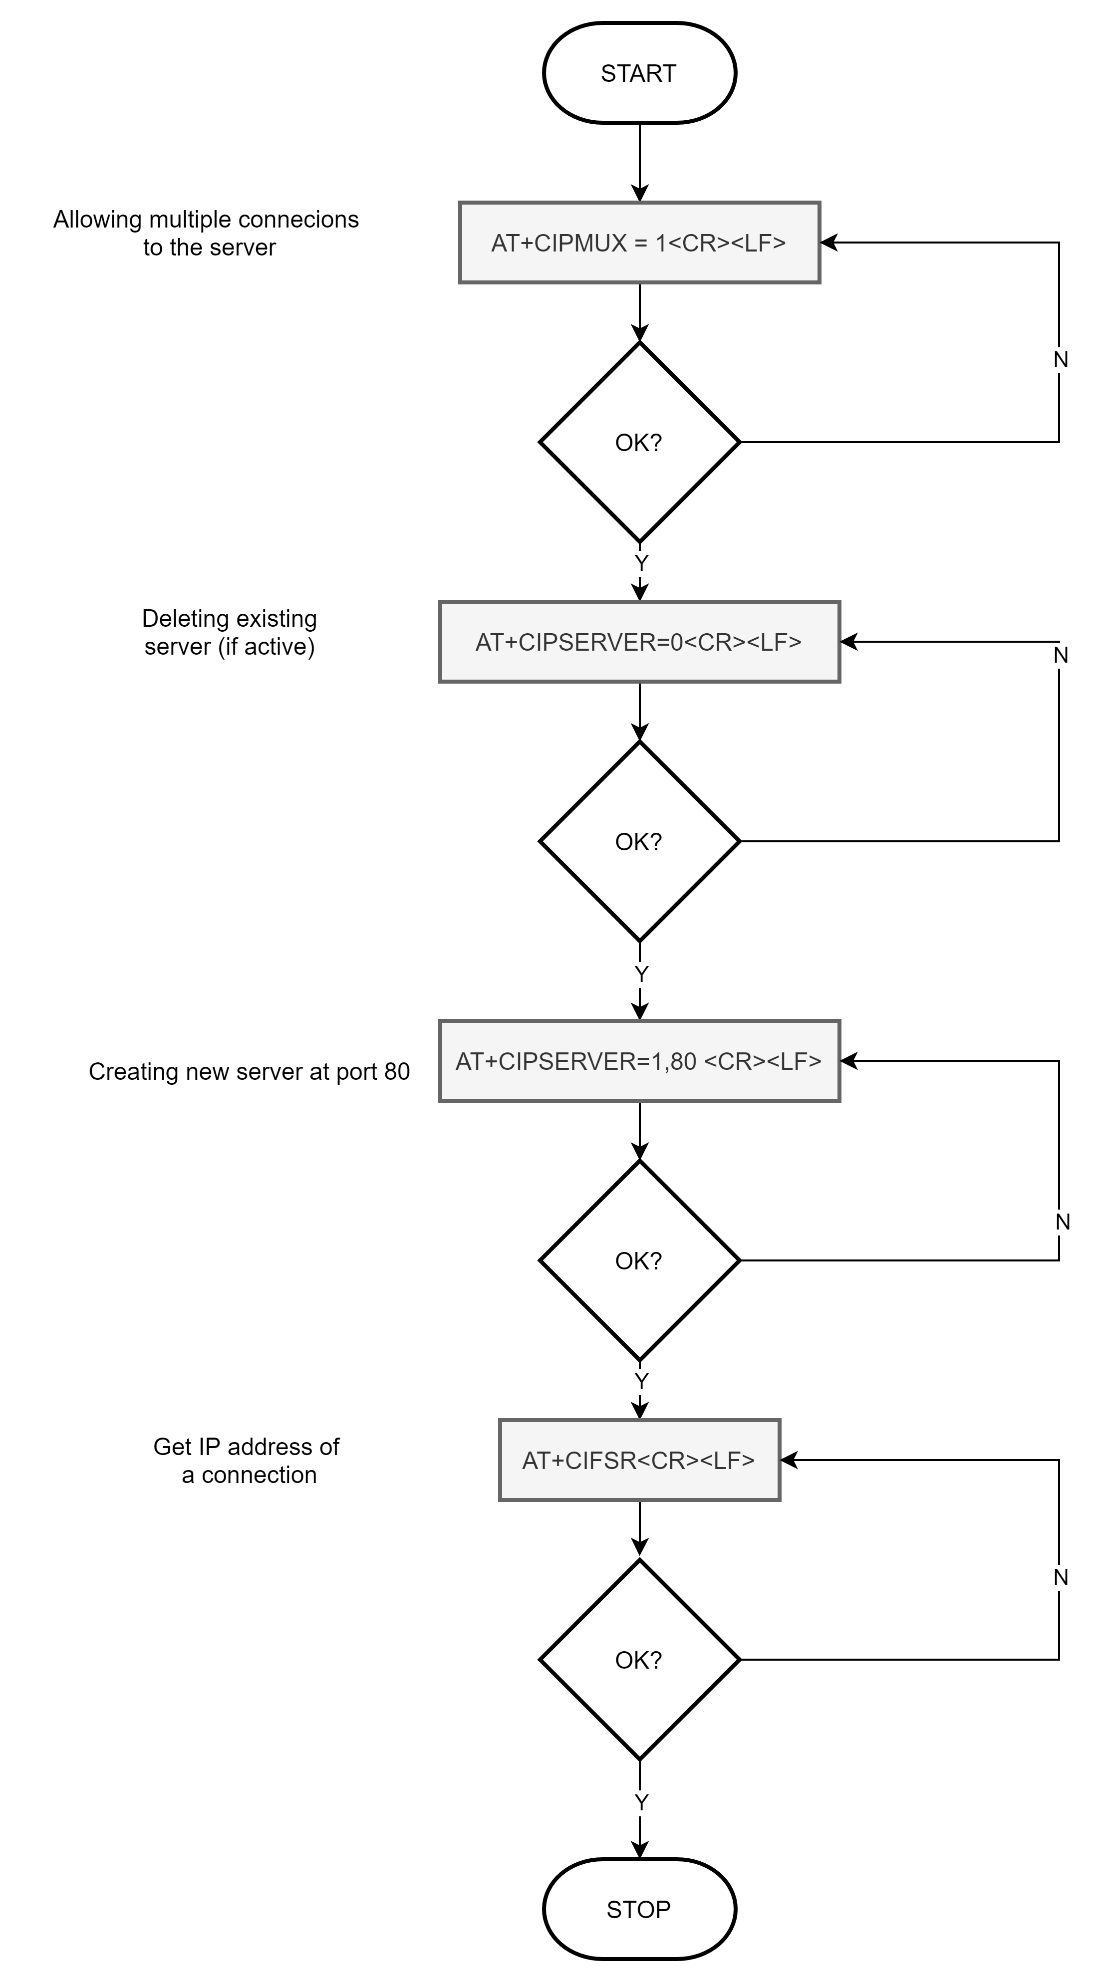 START
Allowing multiple connecions
to the server
AT+CIPMUX = 1<CR><LF>
N
OK?
Y
Deleting existing
server (if active)
AT+CIPSERVER=0<CR><LF>
N
OK?
Y
Creating new server at port 80
AT+CIPSERVER=1,80 <CR><LF>
N
OK?
Y
Get IP address of
a connection
AT+CIFSR<CR><LF>
N
OK?
Y
STOP